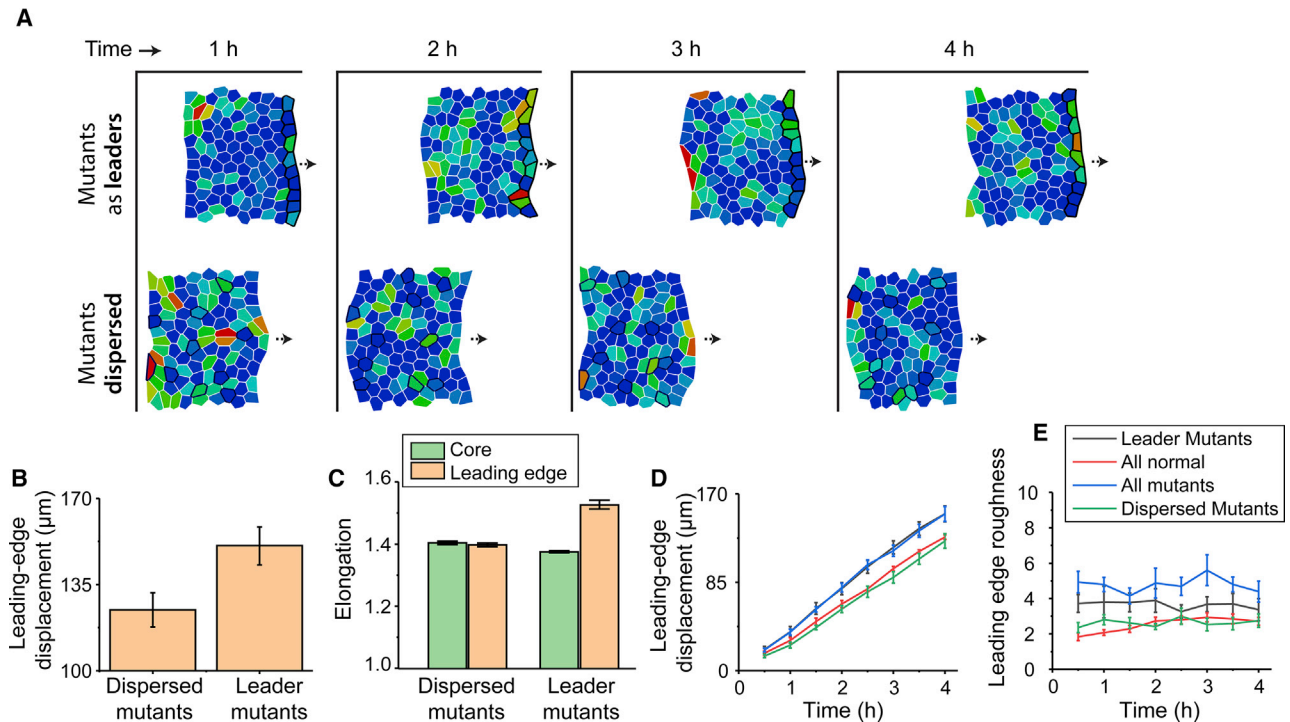 A
Time → 1 h 2 h 3 h 4 h
Mutants
as leaders
Mutants
dispersed
B
Leading-edge
displacement (µm)
170
135
100
Dispersed
mutants
Leader
mutants
C
Core
Leading edge
Elongation
1.6
1.4
1.2
1.0
Dispersed
mutants
Leader
mutants
D
Leading-edge
displacement (µm)
170
85
0
0 1 2 3 4
Time (h)
E
Leader Mutants
All normal
All mutants
Dispersed Mutants
Leading edge roughness
10
8
6
4
2
0
0 1 2 3 4
Time (h)